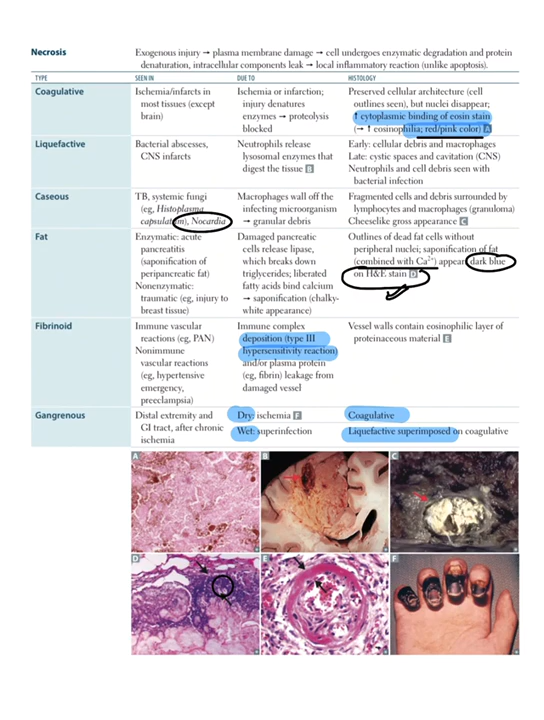 Necrosis
Exogenous injury → plasma membrane damage → cell undergoes enzymatic degradation and protein
denaturation, intracellular components leak → local inflammatory reaction (unlike apoptosis).
TYPE SEEN IN DUE TO HISTOLOGY
Coagulative
Ischemia/infarcts in
most tissues (except
brain)
Ischemia or infarction;
injury denatures
enzymes → proteolysis
blocked
Preserved cellular architecture (cell
outlines seen), but nuclei disappear;
↑ cytoplasmic binding of eosin stain
(→ ↑ eosinophilia; red/pink color) A
Liquefactive
Bacterial abscesses,
CNS infarcts
Neutrophils release
lysosomal enzymes that
digest the tissue B
Early: cellular debris and macrophages
Late: cystic spaces and cavitation (CNS)
Neutrophils and cell debris seen with
bacterial infection
Caseous
TB, systemic fungi
(eg, Histoplasma
capsulatum), Nocardia
Macrophages wall off the
infecting microorganism
→ granular debris
Fragmented cells and debris surrounded by
lymphocytes and macrophages (granuloma)
Cheeselike gross appearance C
Fat
Enzymatic: acute
pancreatitis
(saponification of
peripancreatic fat)
Nonenzymatic:
traumatic (eg, injury to
breast tissue)
Damaged pancreatic
cells release lipase,
which breaks down
triglycerides; liberated
fatty acids bind calcium
→ saponification (chalky-
white appearance)
Outlines of dead fat cells without
peripheral nuclei; saponification of fat
(combined with Ca2+) appears dark blue
on H&E stain D
Fibrinoid
Immune vascular
reactions (eg, PAN)
Nonimmune
vascular reactions
(eg, hypertensive
emergency,
preeclampsia)
Immune complex
deposition (type III
hypersensitivity reaction)
and/or plasma protein
(eg, fibrin) leakage from
damaged vessel
Vessel walls contain eosinophilic layer of
proteinaceous material E
Gangrenous
Distal extremity and
GI tract, after chronic
ischemia
Dry: ischemia F
Wet: superinfection
Coagulative
Liquefactive superimposed on coagulative
A
B
C
D
E
F